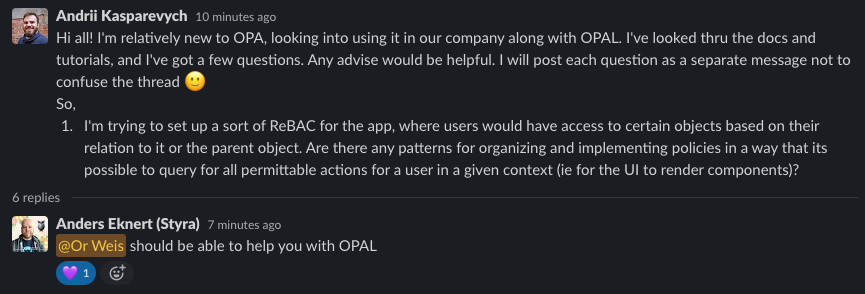 Andrii Kasparevych 10 minutes ago
Hi all! I'm relatively new to OPA, looking into using it in our company along with OPAL. I've looked thru the docs and
tutorials, and I've got a few questions. Any advise would be helpful. I will post each question as a separate message not to
confuse the thread 🙂
So,
1. I'm trying to set up a sort of ReBAC for the app, where users would have access to certain objects based on their
relation to it or the parent object. Are there any patterns for organizing and implementing policies in a way that its
possible to query for all permittable actions for a user in a given context (ie for the UI to render components)?
6 replies
Anders Eknert (Styra) 7 minutes ago
@Or Weis should be able to help you with OPAL
💜 1